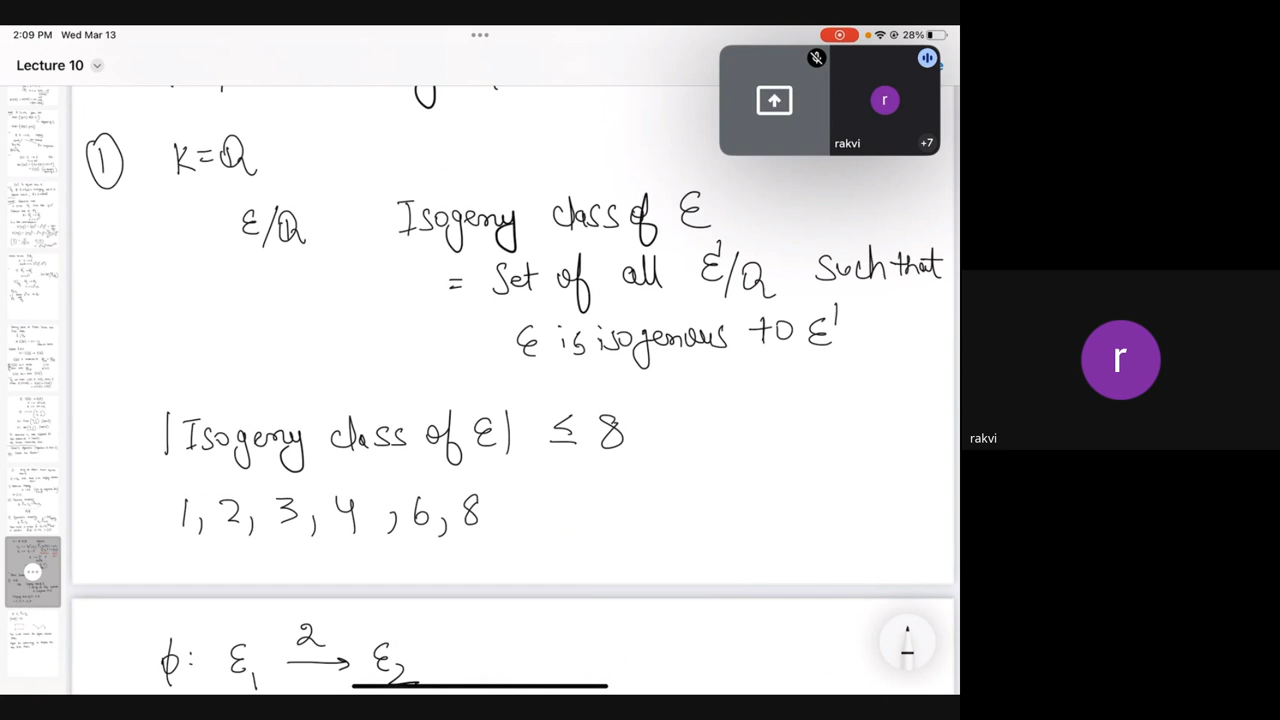 2:09 PM Wed Mar 13
28%
Lecture 10
r
rakvi
+7
① K=ℚ
E/ℚ Isogeny class of E
= Set of all E'/ℚ such that
E is isogenous to E'
|Isogeny class of E| ≤ 8
1, 2, 3, 4, 6, 8
ϕ: E₁ →² E₂
r
rakvi